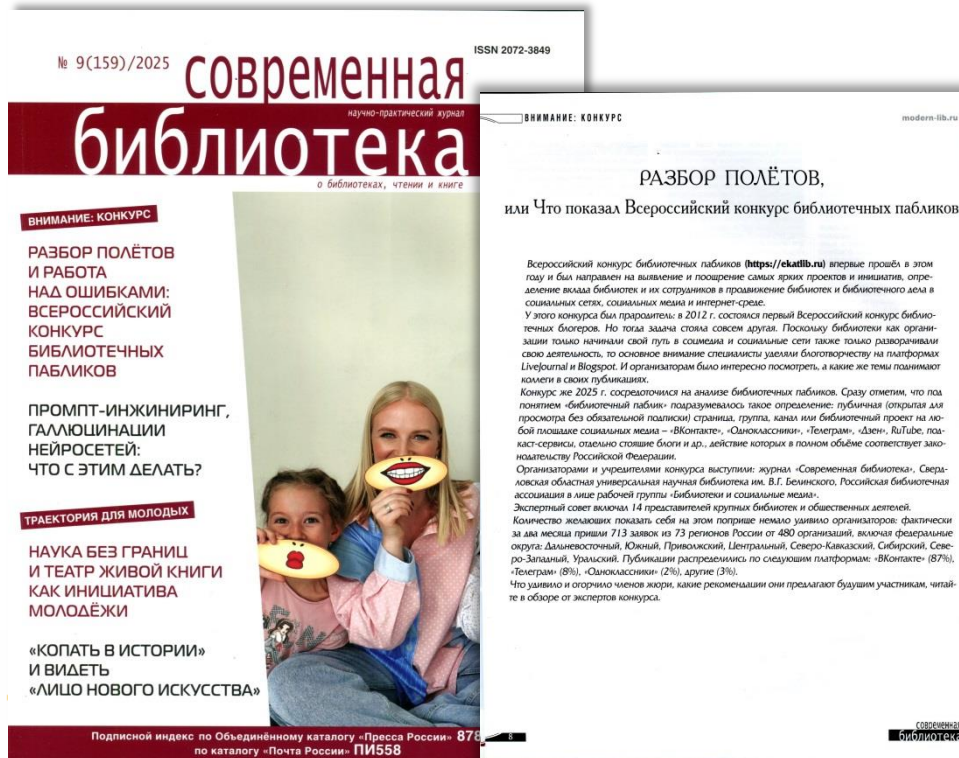 ISSN 2072-3849
№ 9(159)/2025
современная
научно-практический журнал
библиотека
о библиотеках, чтении и книге
ВНИМАНИЕ: КОНКУРС
РАЗБОР ПОЛЁТОВ
И РАБОТА
НАД ОШИБКАМИ:
ВСЕРОССИЙСКИЙ
КОНКУРС
БИБЛИОТЕЧНЫХ
ПАБЛИКОВ
ПРОМПТ-ИНЖИНИРИНГ,
ГАЛЛЮЦИНАЦИИ
НЕЙРОСЕТЕЙ:
ЧТО С ЭТИМ ДЕЛАТЬ?
ТРАЕКТОРИЯ ДЛЯ МОЛОДЫХ
НАУКА БЕЗ ГРАНИЦ
И ТЕАТР ЖИВОЙ КНИГИ
КАК ИНИЦИАТИВА
МОЛОДЁЖИ
«КОПАТЬ В ИСТОРИИ»
И ВИДЕТЬ
«ЛИЦО НОВОГО ИСКУССТВА»
Подписной индекс по Объединённому каталогу «Пресса России» 878
по каталогу «Почта России» ПИ558
ВНИМАНИЕ: КОНКУРС
modern-lib.ru
РАЗБОР ПОЛЁТОВ,
или Что показал Всероссийский конкурс библиотечных пабликов
Всероссийский конкурс библиотечных пабликов (https://ekatlib.ru) впервые прошёл в этом
году и был направлен на выявление и поощрение самых ярких проектов и инициатив, опре-
деление вклада библиотек и их сотрудников в продвижение библиотек и библиотечного дела в
социальных сетях, социальных медиа и интернет-среде.
У этого конкурса был прародитель: в 2012 г. состоялся первый Всероссийский конкурс библио-
течных блогеров. Но тогда задача стояла совсем другая. Поскольку библиотеки как органи-
зации только начинали свой путь в соцмедиа и социальные сети также только разворачивали
свою деятельность, то основное внимание специалисты уделяли блоготворчеству на платформах
LiveJournal и Blogspot. И организаторам было интересно посмотреть, а какие же темы поднимают
коллеги в своих публикациях.
Конкурс же 2025 г. сосредоточился на анализе библиотечных пабликов. Сразу отметим, что под
понятием «библиотечный паблик» подразумевалось такое определение: публичная (открытая для
просмотра без обязательной подписки) страница, группа, канал или библиотечный проект на лю-
бой площадке социальных медиа – «ВКонтакте», «Одноклассники», «Телеграм», «Дзен», RuTube, под-
каст-сервисы, отдельно стоящие блоги и др., действие которых в полном объёме соответствует зако-
нодательству Российской Федерации.
Организаторами и учредителями конкурса выступили: журнал «Современная библиотека», Сверд-
ловская областная универсальная научная библиотека им. В.Г. Белинского, Российская библиотечная
ассоциация в лице рабочей группы «Библиотеки и социальные медиа».
Экспертный совет включал 14 представителей крупных библиотек и общественных деятелей.
Количество желающих показать себя на этом поприще немало удивило организаторов: фактически
за два месяца пришли 713 заявок из 73 регионов России от 480 организаций, включая федеральные
округа: Дальневосточный, Южный, Приволжский, Центральный, Северо-Кавказский, Сибирский, Севе-
ро-Западный, Уральский. Публикации распределились по следующим платформам: «ВКонтакте» (87%),
«Телеграм» (8%), «Одноклассники» (2%), другие (3%).
Что удивило и огорчило членов жюри, какие рекомендации они предлагают будущим участникам, читай-
те в обзоре от экспертов конкурса.
8
современная
библиотека